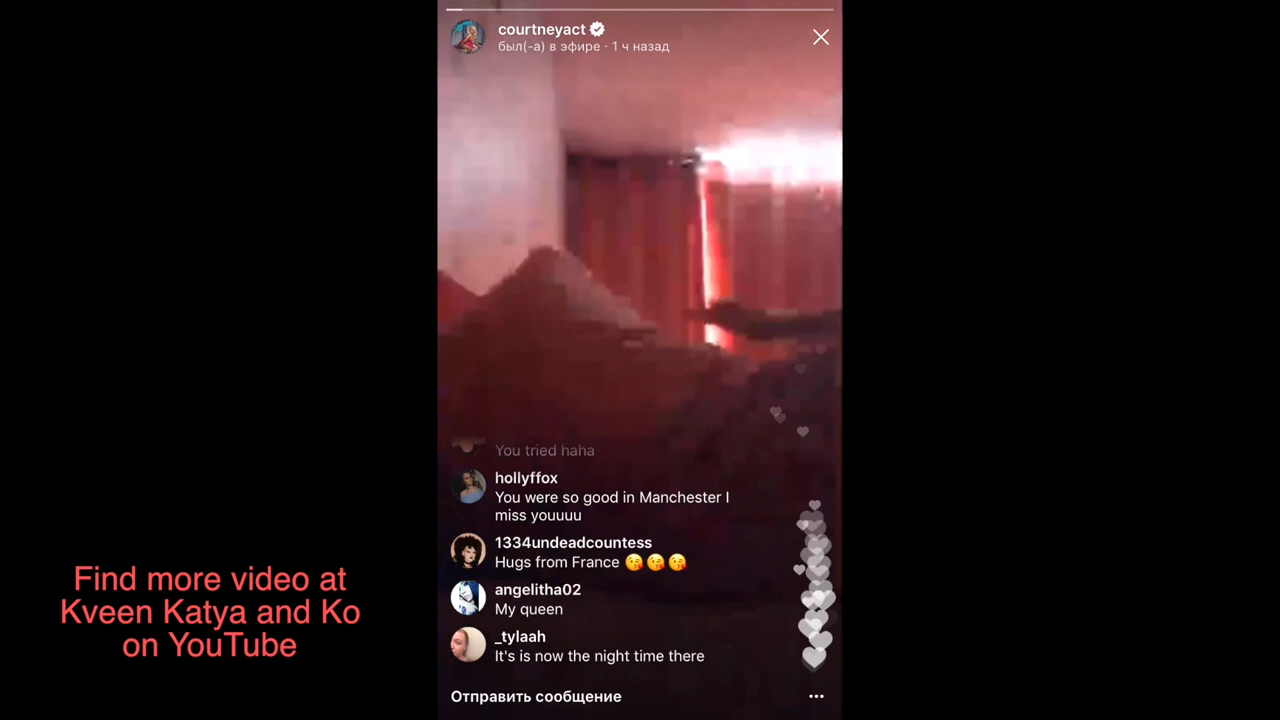 courtneyact
был(-а) в эфире · 1 ч назад
You tried haha
hollyffox
You were so good in Manchester I
miss youuuu
1334undeadcountess
Hugs from France 😘😘😘
angelitha02
My queen
_tylaah
It's is now the night time there
Отправить сообщение
Find more video at
Kveen Katya and Ko
on YouTube